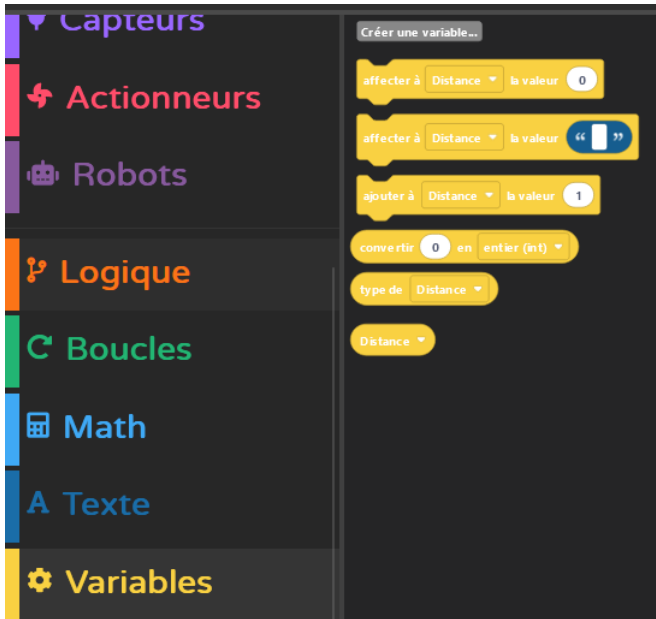 Capteurs
Actionneurs
Robots
Logique
Boucles
Math
Texte
Variables
Créer une variable...
affecter à Distance la valeur 0
affecter à Distance la valeur “ ”
ajouter à Distance la valeur 1
convertir 0 en entier (int)
type de Distance
Distance